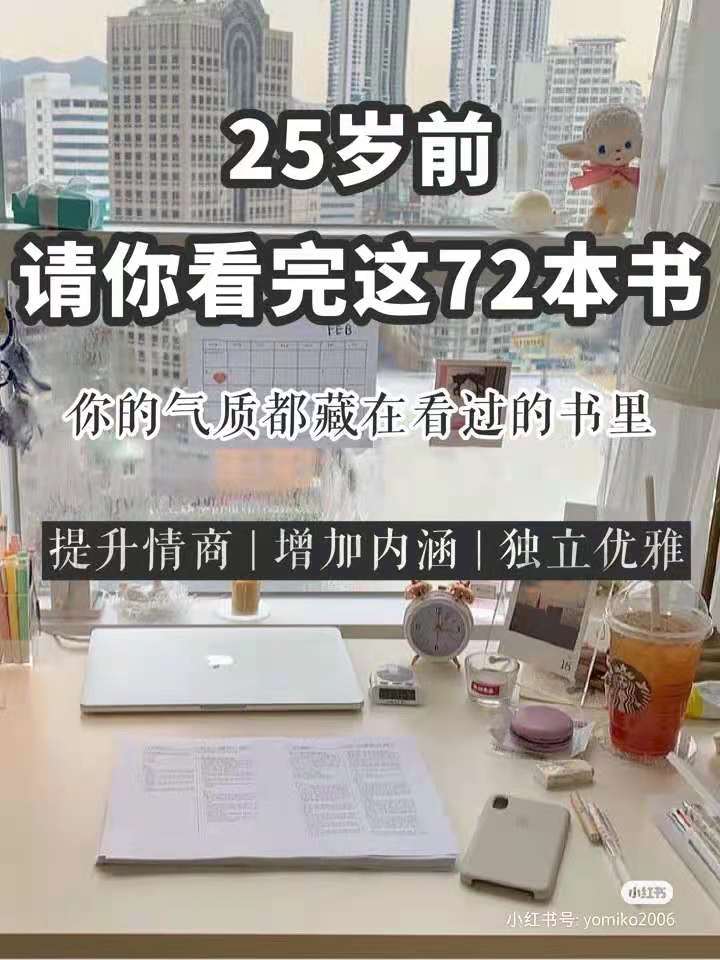 25岁前
请你看完这72本书
FEB
你的气质都藏在看过的书里
提升情商 | 增加内涵 | 独立优雅
18
小红书
小红书号: yomiko2006